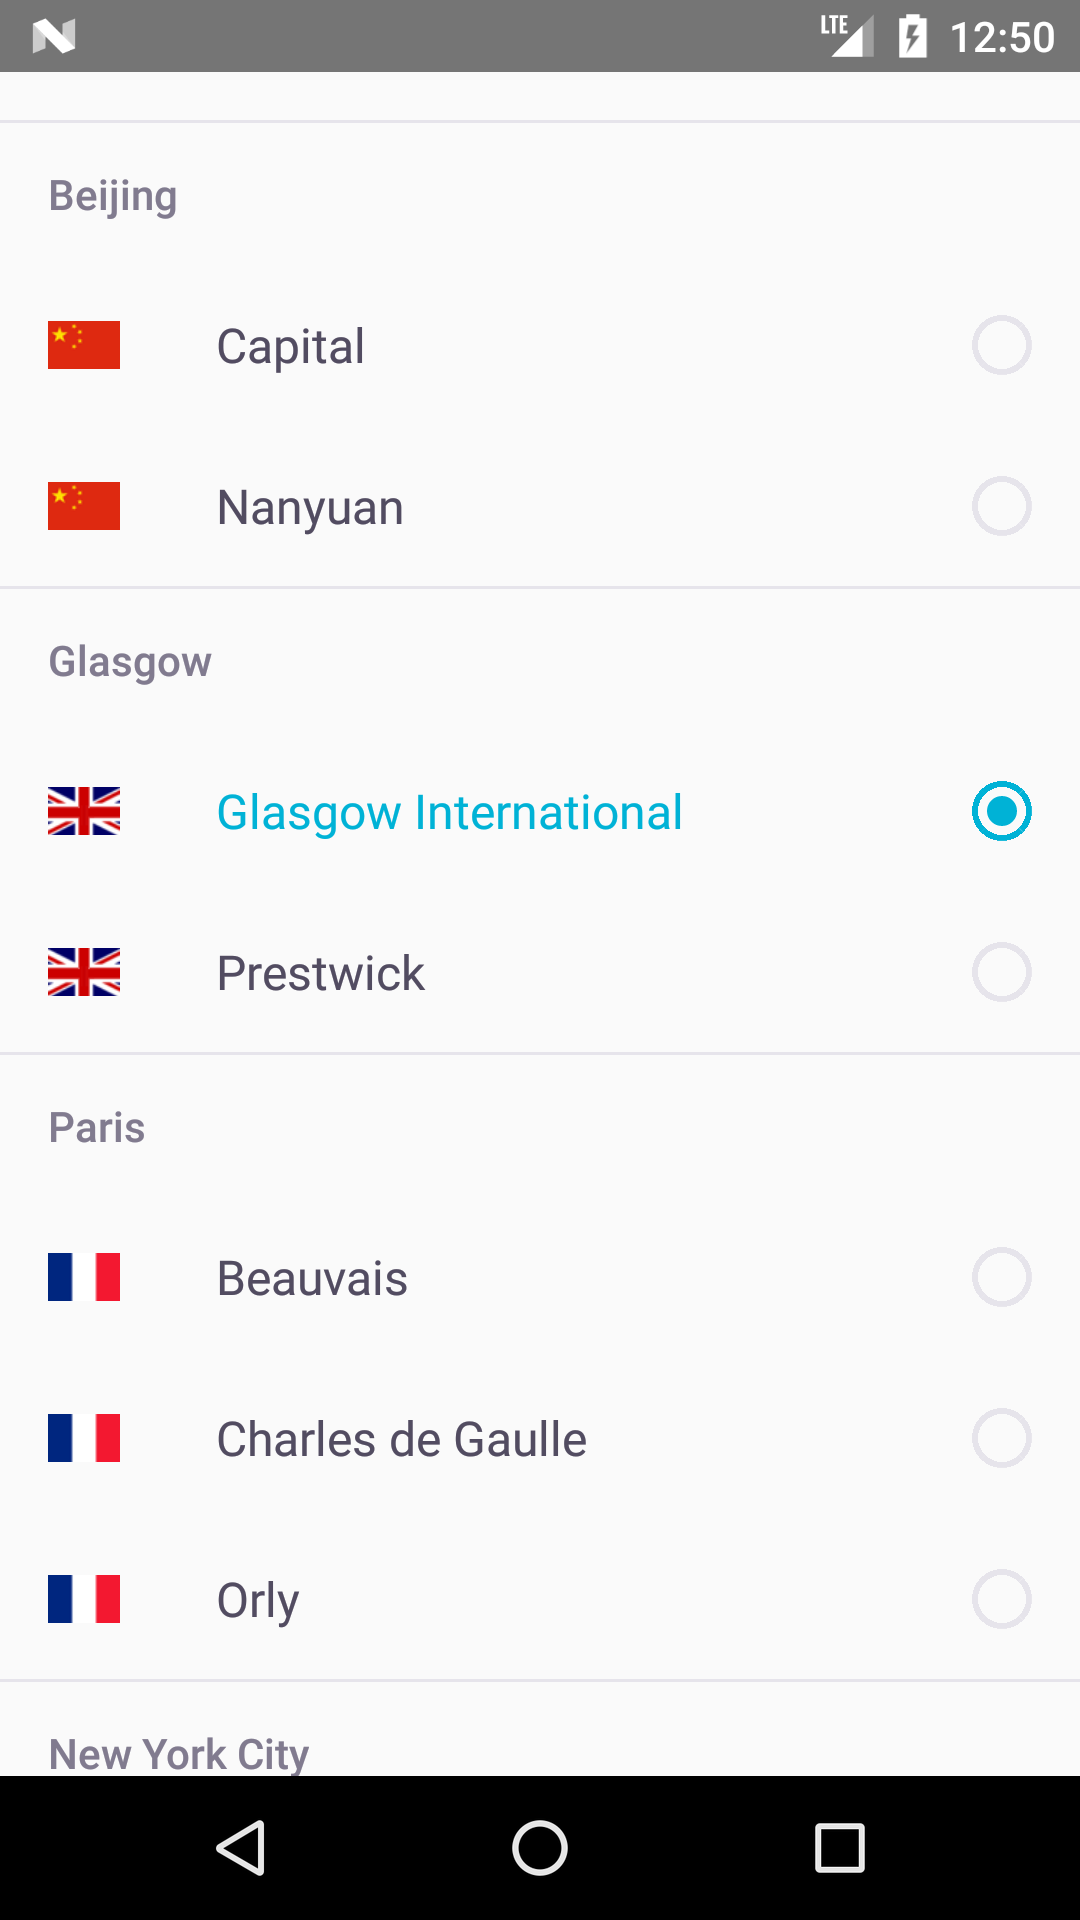 LTE 12:50
Beijing
Capital
Nanyuan
Glasgow
Glasgow International
Prestwick
Paris
Beauvais
Charles de Gaulle
Orly
New York City